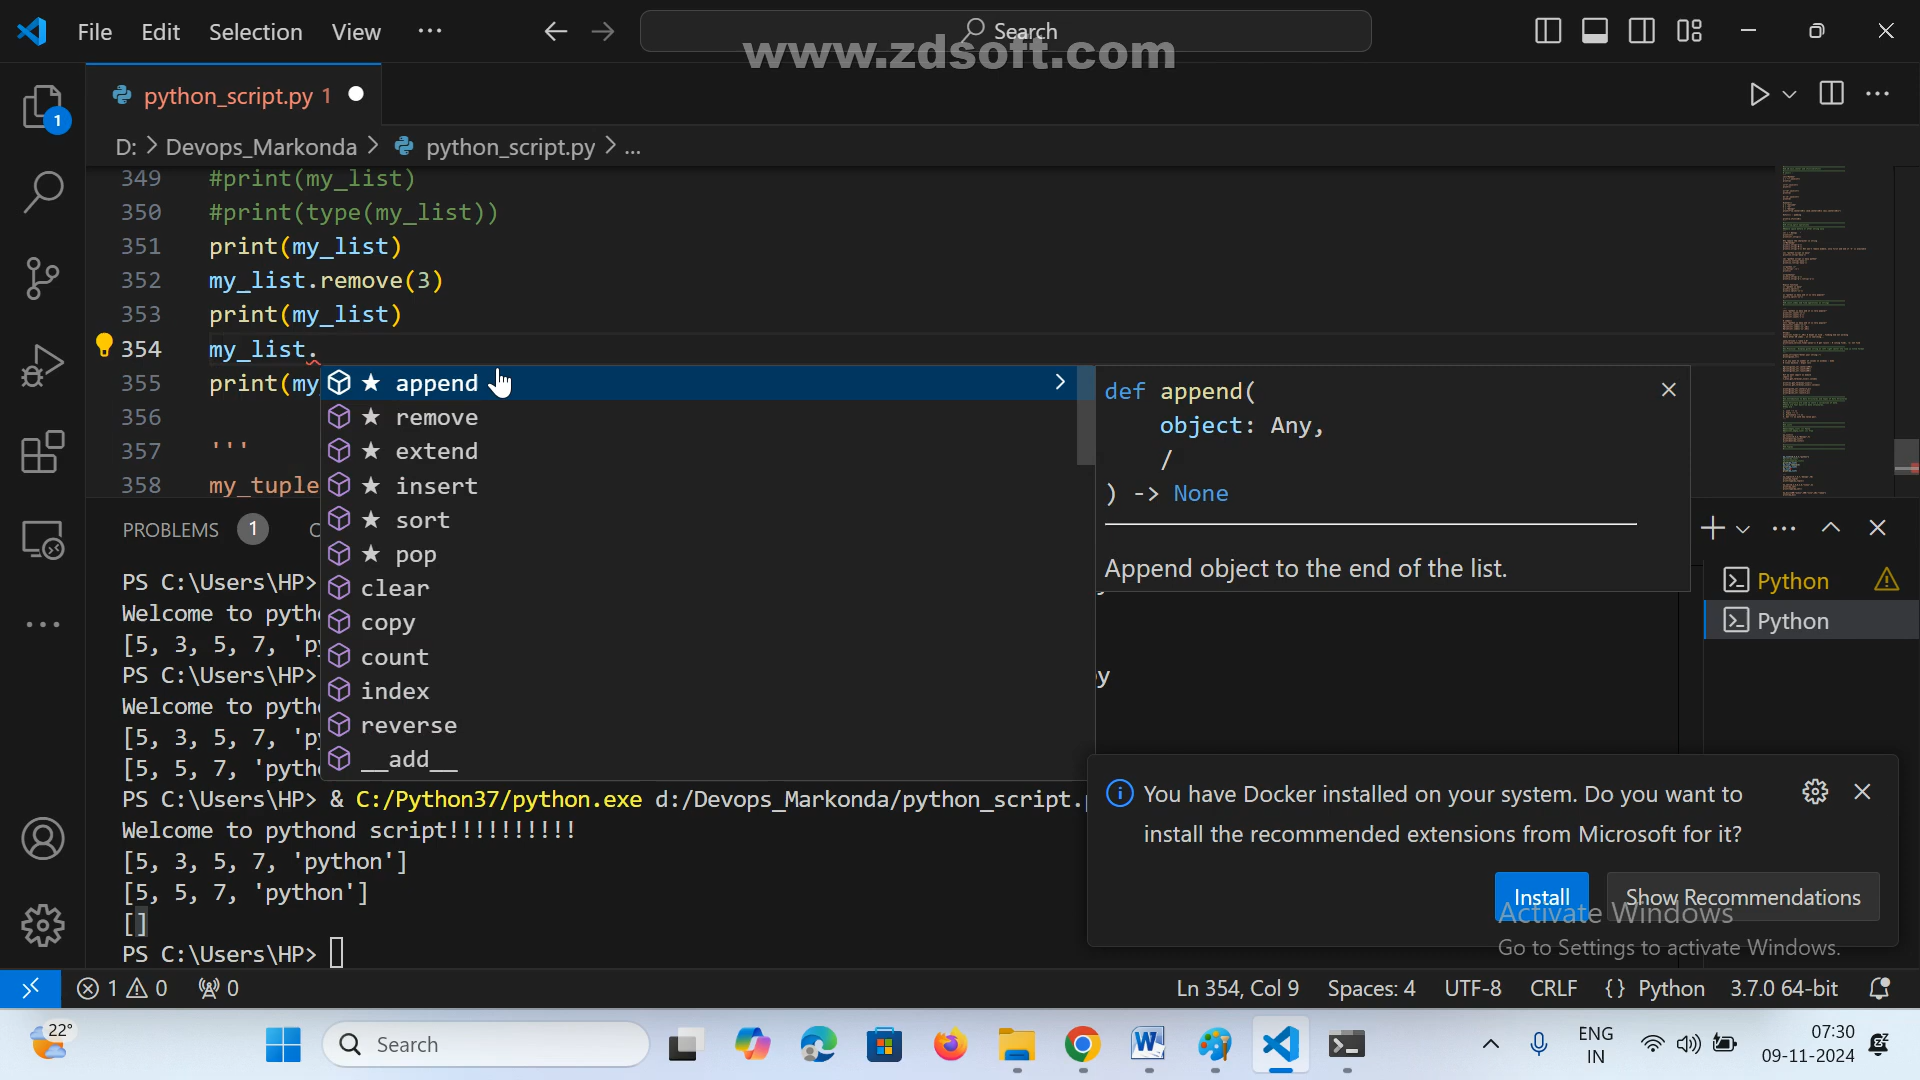 File Edit Selection View ··· Search
www.zdsoft.com
python_script.py 1
1
D: > Devops_Markonda > python_script.py > ...
349 #print(my_list)
350 #print(type(my_list))
351 print(my_list)
352 my_list.remove(3)
353 print(my_list)
354 my_list.
355 print(my_
356
357 '''
358 my_tuple
★ append
★ remove
★ extend
★ insert
★ sort
★ pop
clear
copy
count
index
reverse
__add__
def append(
object: Any,
/
) -> None
Append object to the end of the list.
PROBLEMS 1
PS C:\Users\HP>
Welcome to pyth
[5, 3, 5, 7, 'p
PS C:\Users\HP>
Welcome to pyth
[5, 3, 5, 7, 'p
[5, 5, 7, 'pyth
y
PS C:\Users\HP> & C:/Python37/python.exe d:/Devops_Markonda/python_script.p
Welcome to pythond script!!!!!!!!!!
[5, 3, 5, 7, 'python']
[5, 5, 7, 'python']
[]
PS C:\Users\HP>
Python
Python
You have Docker installed on your system. Do you want to
install the recommended extensions from Microsoft for it?
Install Show Recommendations
Activate Windows
Go to Settings to activate Windows.
1 0 0 Ln 354, Col 9 Spaces: 4 UTF-8 CRLF {} Python 3.7.0 64-bit
22° Search ENG
IN
07:30
09-11-2024